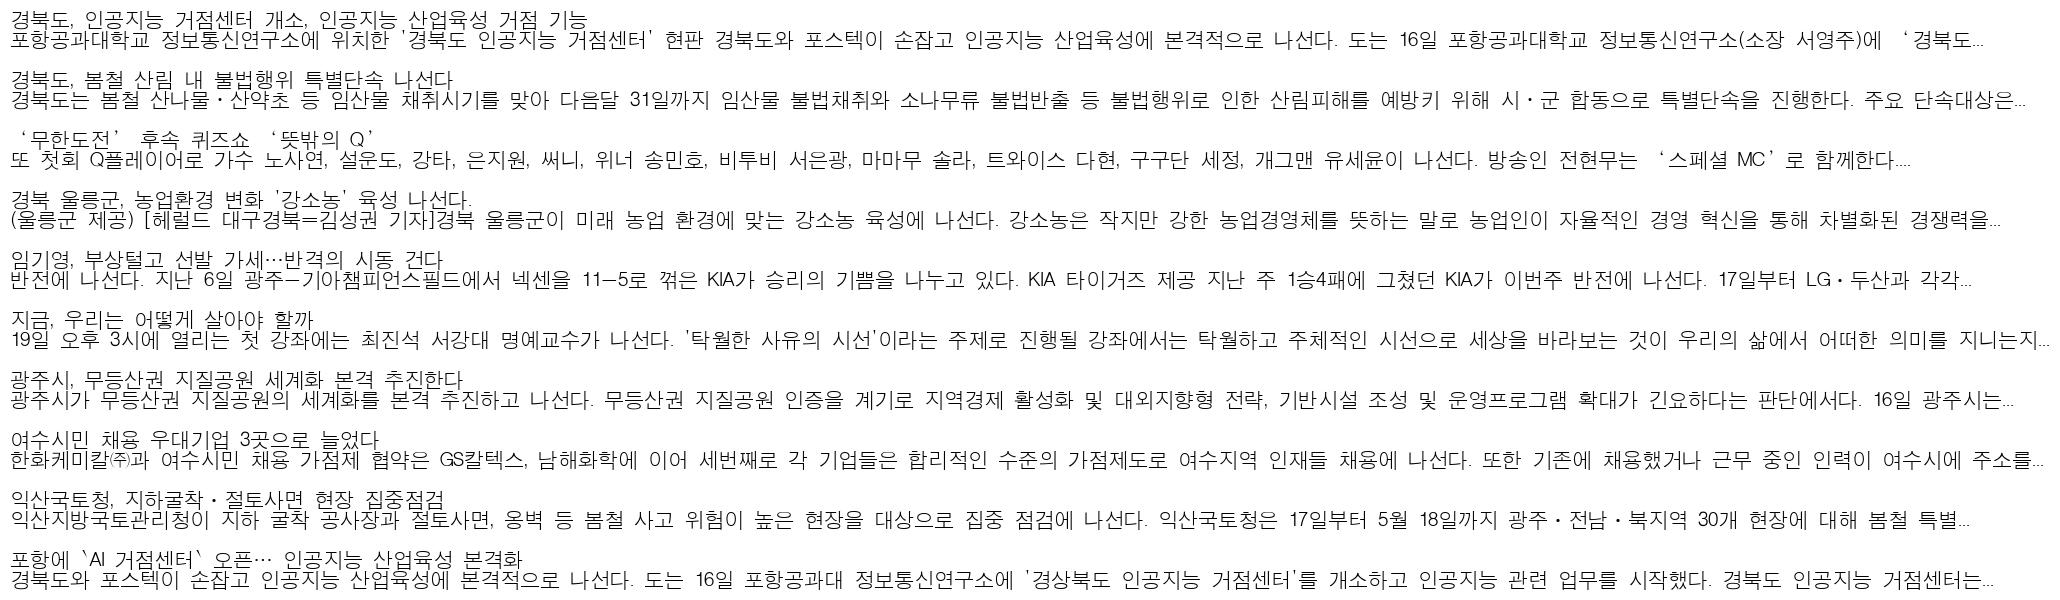 경북도, 인공지능 거점센터 개소, 인공지능 산업육성 거점 기능
포항공과대학교 정보통신연구소에 위치한 '경북도 인공지능 거점센터' 현판 경북도와 포스텍이 손잡고 인공지능 산업육성에 본격적으로 나선다. 도는 16일 포항공과대학교 정보통신연구소(소장 서영주)에 ‘경북도...
경북도, 봄철 산림 내 불법행위 특별단속 나선다
경북도는 봄철 산나물·산약초 등 임산물 채취시기를 맞아 다음달 31일까지 임산물 불법채취와 소나무류 불법반출 등 불법행위로 인한 산림피해를 예방키 위해 시·군 합동으로 특별단속을 진행한다. 주요 단속대상은...
‘무한도전’ 후속 퀴즈쇼 ‘뜻밖의 Q’
또 첫회 Q플레이어로 가수 노사연, 설운도, 강타, 은지원, 써니, 위너 송민호, 비투비 서은광, 마마무 솔라, 트와이스 다현, 구구단 세정, 개그맨 유세윤이 나선다. 방송인 전현무는 ‘스페셜 MC’로 함께한다....
경북 울릉군, 농업환경 변화 '강소농' 육성 나선다.
(울릉군 제공) [헤럴드 대구경북=김성권 기자]경북 울릉군이 미래 농업 환경에 맞는 강소농 육성에 나선다. 강소농은 작지만 강한 농업경영체를 뜻하는 말로 농업인이 자율적인 경영 혁신을 통해 차별화된 경쟁력을...
임기영, 부상털고 선발 가세…반격의 시동 건다
반전에 나선다. 지난 6일 광주-기아챔피언스필드에서 넥센을 11-5로 꺾은 KIA가 승리의 기쁨을 나누고 있다. KIA 타이거즈 제공 지난 주 1승4패에 그쳤던 KIA가 이번주 반전에 나선다. 17일부터 LG·두산과 각각...
지금, 우리는 어떻게 살아야 할까
19일 오후 3시에 열리는 첫 강좌에는 최진석 서강대 명예교수가 나선다. '탁월한 사유의 시선'이라는 주제로 진행될 강좌에서는 탁월하고 주체적인 시선으로 세상을 바라보는 것이 우리의 삶에서 어떠한 의미를 지니는지...
광주시, 무등산권 지질공원 세계화 본격 추진한다
광주시가 무등산권 지질공원의 세계화를 본격 추진하고 나선다. 무등산권 지질공원 인증을 계기로 지역경제 활성화 및 대외지향형 전략, 기반시설 조성 및 운영프로그램 확대가 긴요하다는 판단에서다. 16일 광주시는...
여수시민 채용 우대기업 3곳으로 늘었다
한화케미칼㈜과 여수시민 채용 가점제 협약은 GS칼텍스, 남해화학에 이어 세번째로 각 기업들은 합리적인 수준의 가점제도로 여수지역 인재들 채용에 나선다. 또한 기존에 채용했거나 근무 중인 인력이 여수시에 주소를...
익산국토청, 지하굴착·절토사면 현장 집중점검
익산지방국토관리청이 지하 굴착 공사장과 절토사면, 옹벽 등 봄철 사고 위험이 높은 현장을 대상으로 집중 점검에 나선다. 익산국토청은 17일부터 5월 18일까지 광주·전남·북지역 30개 현장에 대해 봄철 특별...
포항에 `AI 거점센터` 오픈… 인공지능 산업육성 본격화
경북도와 포스텍이 손잡고 인공지능 산업육성에 본격적으로 나선다. 도는 16일 포항공과대 정보통신연구소에 '경상북도 인공지능 거점센터'를 개소하고 인공지능 관련 업무를 시작했다. 경북도 인공지능 거점센터는...